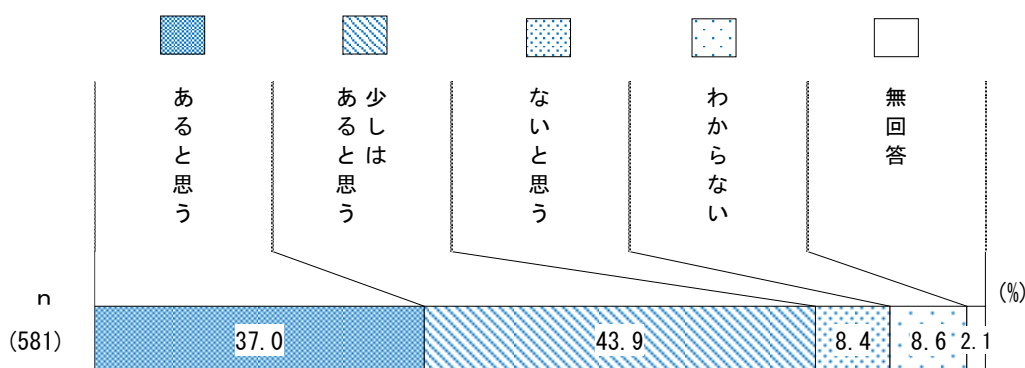 あると思う
少しは
あると思う
ないと思う
わからない
無回答
n
(%)
(581)
37.0
43.9
8.4
8.6
2.1